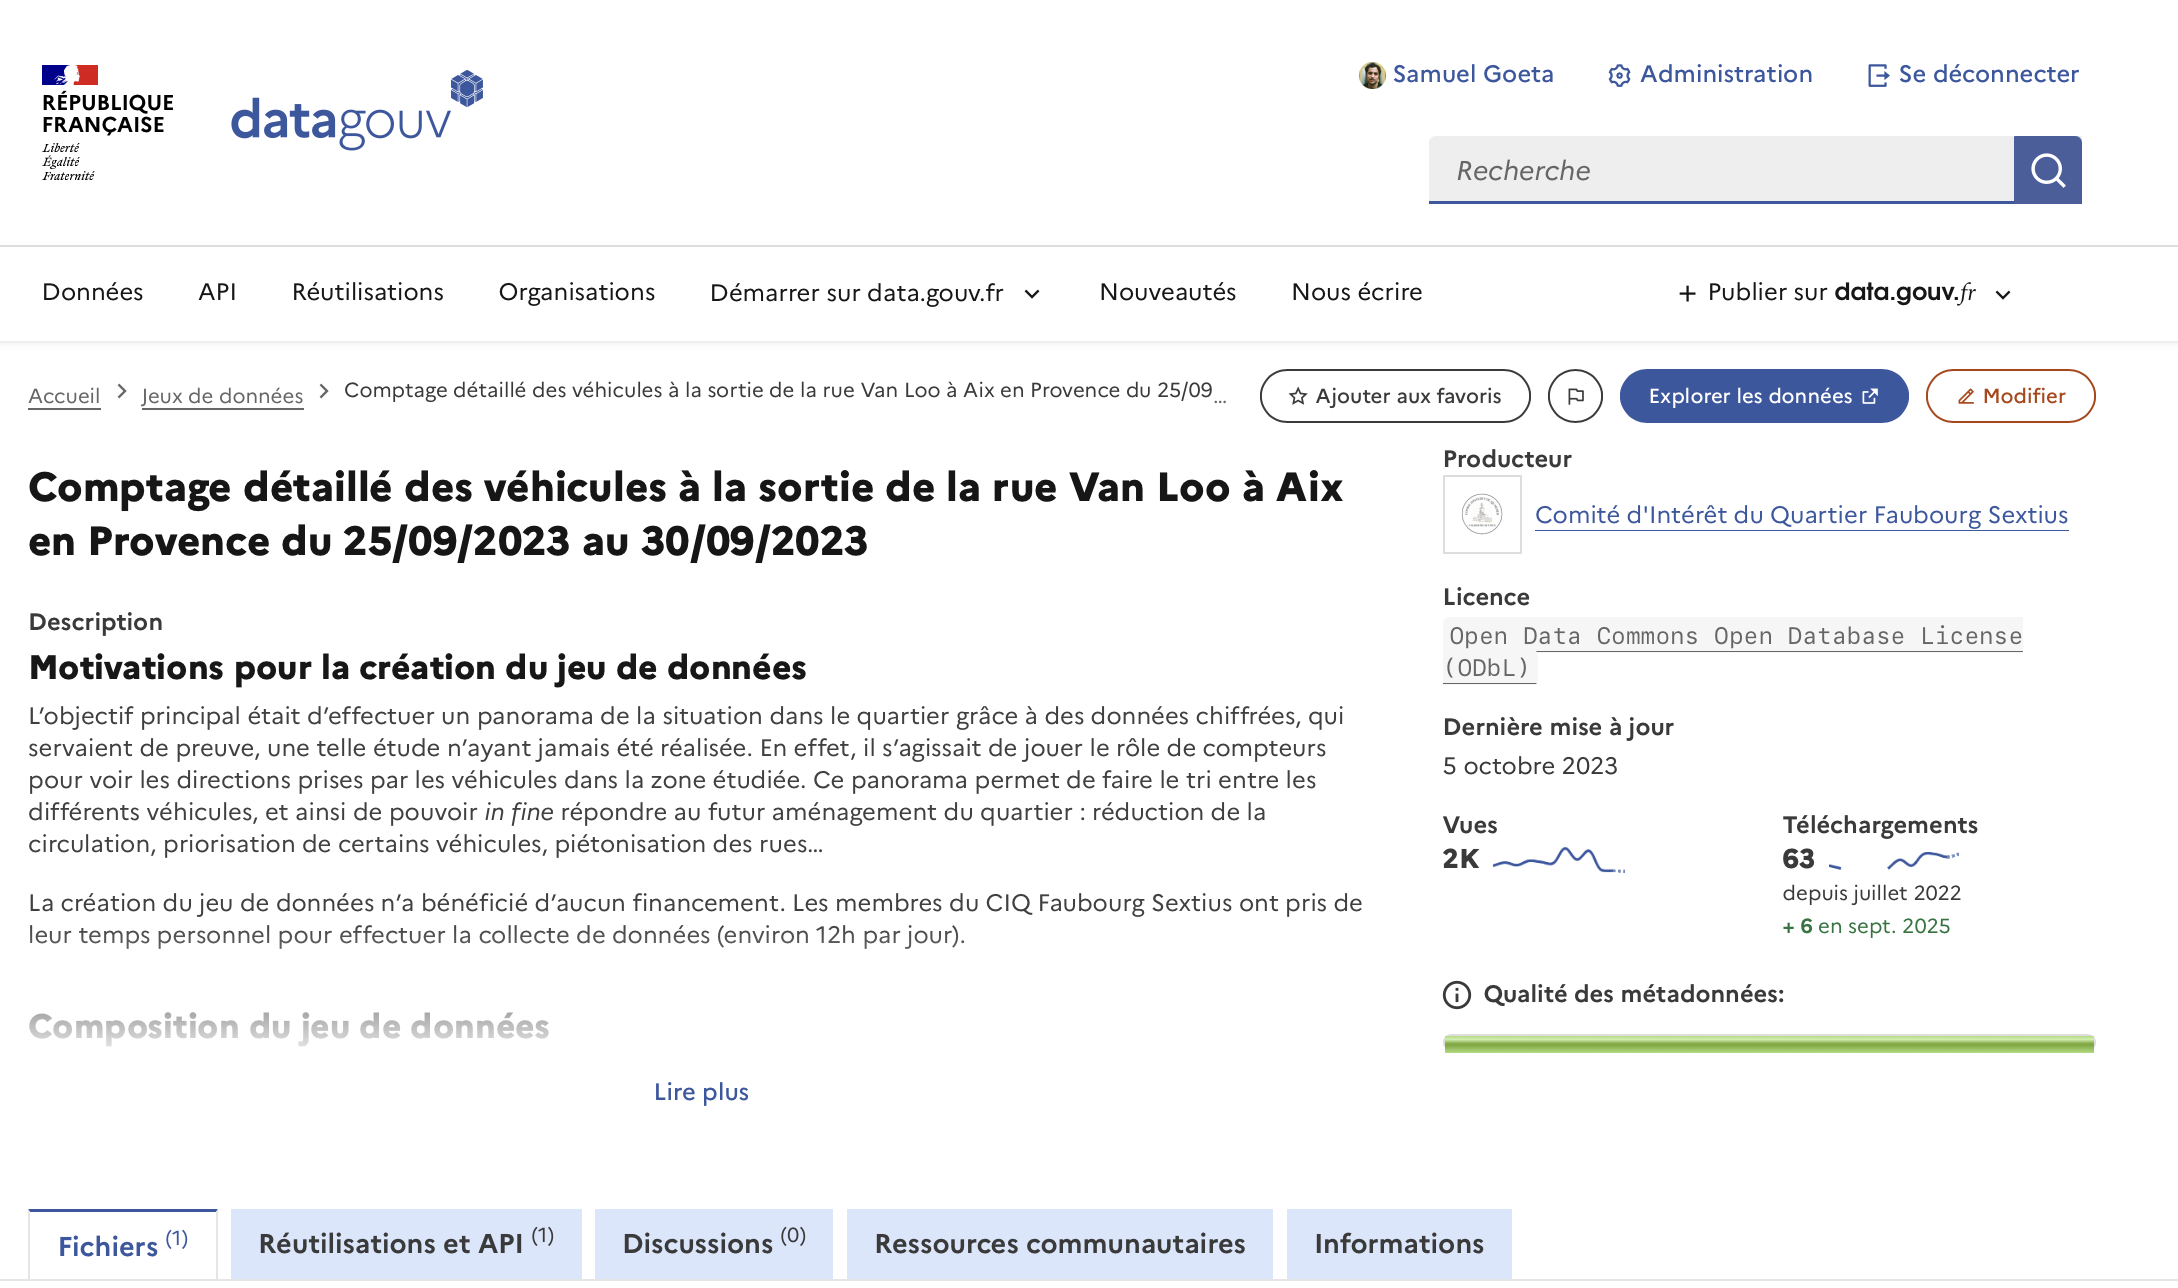 RÉPUBLIQUE
FRANÇAISE
Liberté
Égalité
Fraternité
datagouv
Samuel Goeta
Administration
Se déconnecter
Recherche
Données
API
Réutilisations
Organisations
Démarrer sur data.gouv.fr
Nouveautés
Nous écrire
+ Publier sur data.gouv.fr
Accueil > Jeux de données > Comptage détaillé des véhicules à la sortie de la rue Van Loo à Aix en Provence du 25/09...
Ajouter aux favoris
Explorer les données
Modifier
Comptage détaillé des véhicules à la sortie de la rue Van Loo à Aix
en Provence du 25/09/2023 au 30/09/2023
Description
Motivations pour la création du jeu de données
L’objectif principal était d’effectuer un panorama de la situation dans le quartier grâce à des données chiffrées, qui
servaient de preuve, une telle étude n’ayant jamais été réalisée. En effet, il s’agissait de jouer le rôle de compteurs
pour voir les directions prises par les véhicules dans la zone étudiée. Ce panorama permet de faire le tri entre les
différents véhicules, et ainsi de pouvoir in fine répondre au futur aménagement du quartier : réduction de la
circulation, priorisation de certains véhicules, piétonisation des rues…
La création du jeu de données n’a bénéficié d’aucun financement. Les membres du CIQ Faubourg Sextius ont pris de
leur temps personnel pour effectuer la collecte de données (environ 12h par jour).
Composition du jeu de données
Lire plus
Producteur
Comité d'Intérêt du Quartier Faubourg Sextius
Licence
Open Data Commons Open Database License
(ODbL)
Dernière mise à jour
5 octobre 2023
Vues
2K
Téléchargements
63
depuis juillet 2022
+ 6 en sept. 2025
Qualité des métadonnées:
Fichiers (1)
Réutilisations et API (1)
Discussions (0)
Ressources communautaires
Informations